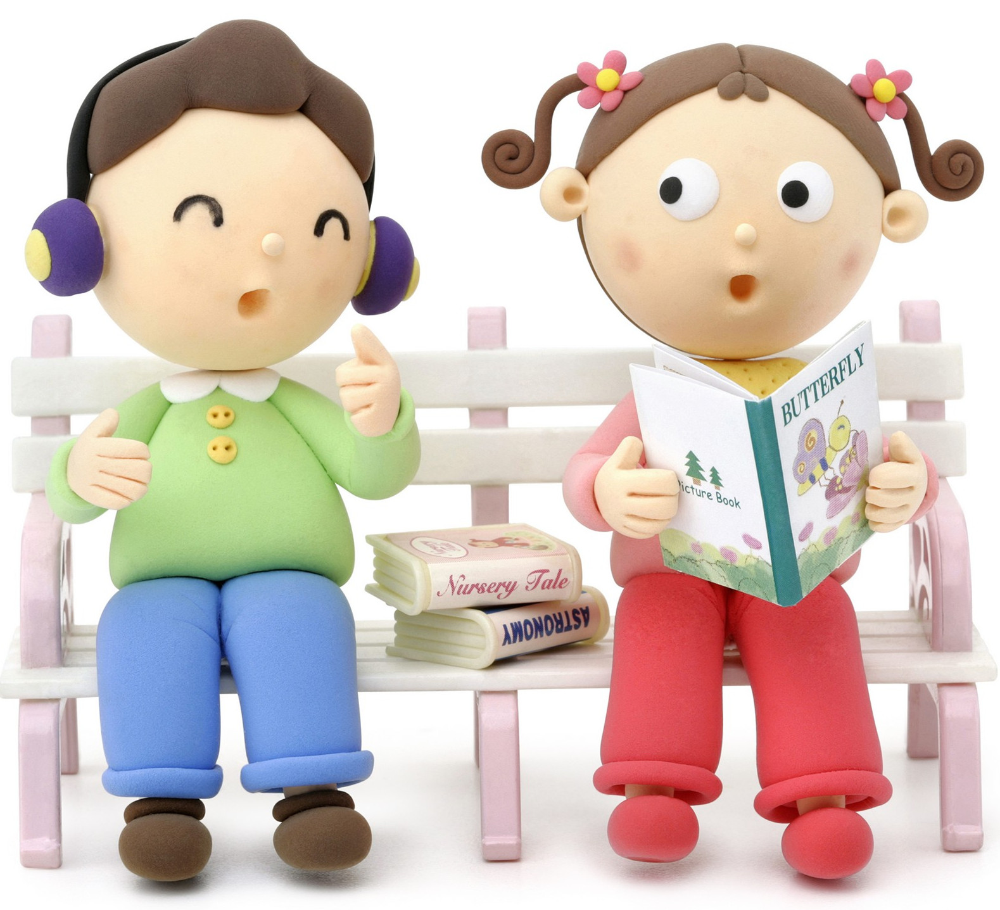 BUTTERFLY
Picture Book
Nursery Tale
ASTRONOMY